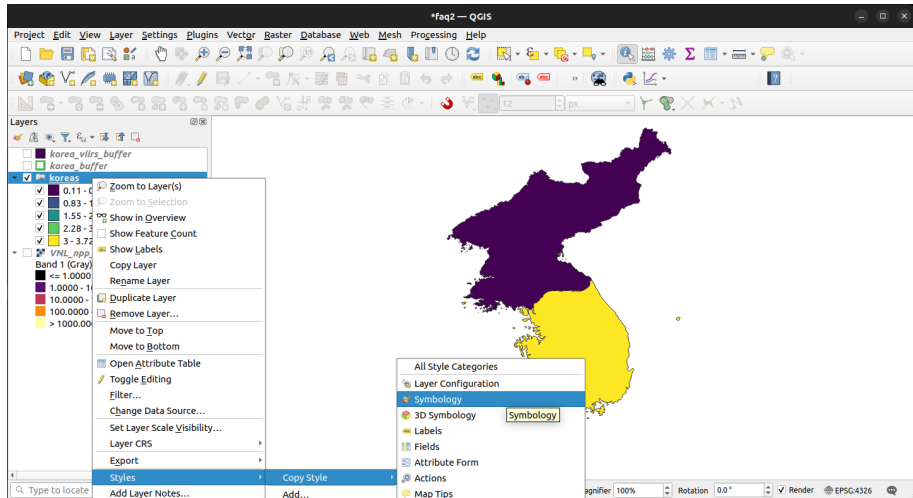 *faq2 — QGIS
Project Edit View Layer Settings Plugins Vector Raster Database Web Mesh Processing Help
abc
abc
12
px
Layers
korea_viirs_buffer
korea_buffer
koreas
0.11 - 0
0.83 - 1
1.55 - 2
2.28 - 3
3 - 3.72
VNL_npp_
Band 1 (Gray)
<= 1.0000
1.0000 - 10
10.0000 -
100.0000
> 1000.00
Zoom to Layer(s)
Zoom to Selection
Show in Overview
Show Feature Count
Show Labels
Copy Layer
Rename Layer
Duplicate Layer
Remove Layer…
Move to Top
Move to Bottom
Open Attribute Table
Toggle Editing
Filter…
Change Data Source…
Set Layer Scale Visibility…
Layer CRS
Export
Styles
Add Layer Notes…
Copy Style
Add…
All Style Categories
Layer Configuration
Symbology
3D Symbology
Symbology
Labels
Fields
Attribute Form
Actions
Map Tips
Type to locate
agnifier 100% Rotation 0.0° Render EPSG:4326